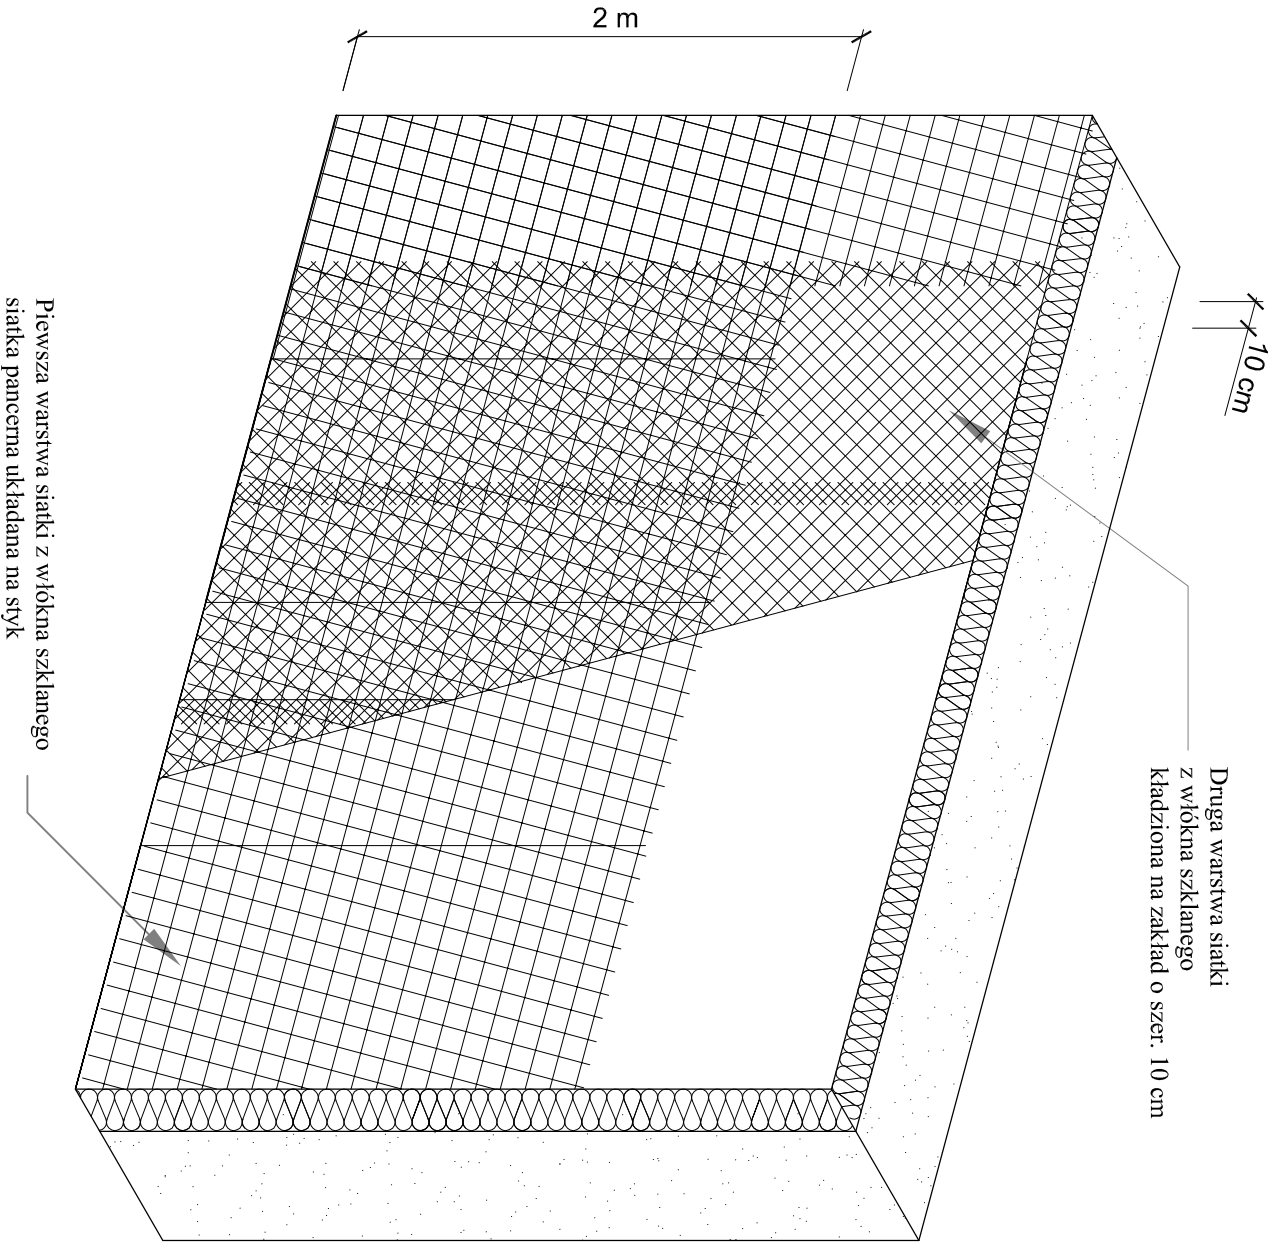 2 m
10 cm
Druga warstwa siatki
z włókna szklanego
kładziona na zakład o szer. 10 cm
Piewsza warstwa siatki z włókna szklanego
siatka pancerna układana na styk